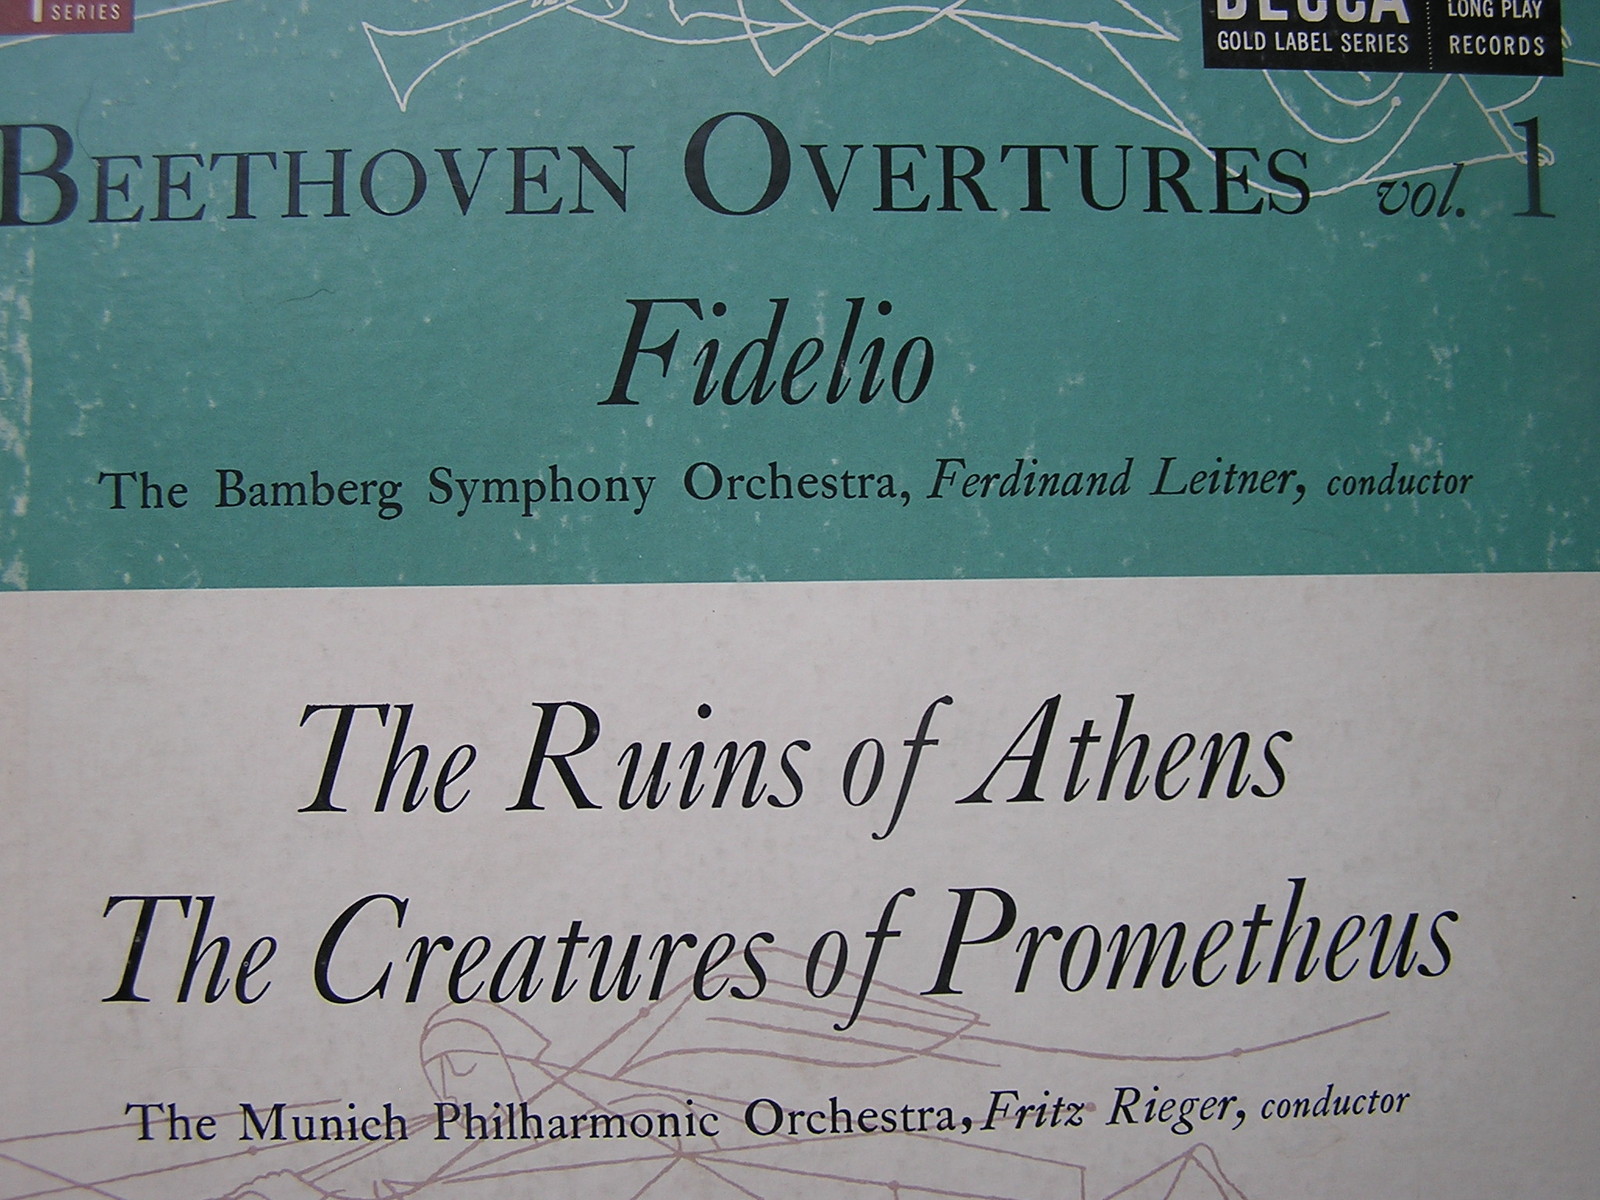 SERIES
DECCA
GOLD LABEL SERIES
LONG PLAY
RECORDS
BEETHOVEN OVERTURES vol. 1
Fidelio
The Bamberg Symphony Orchestra, Ferdinand Leitner, conductor
The Ruins of Athens
The Creatures of Prometheus
The Munich Philharmonic Orchestra, Fritz Rieger, conductor